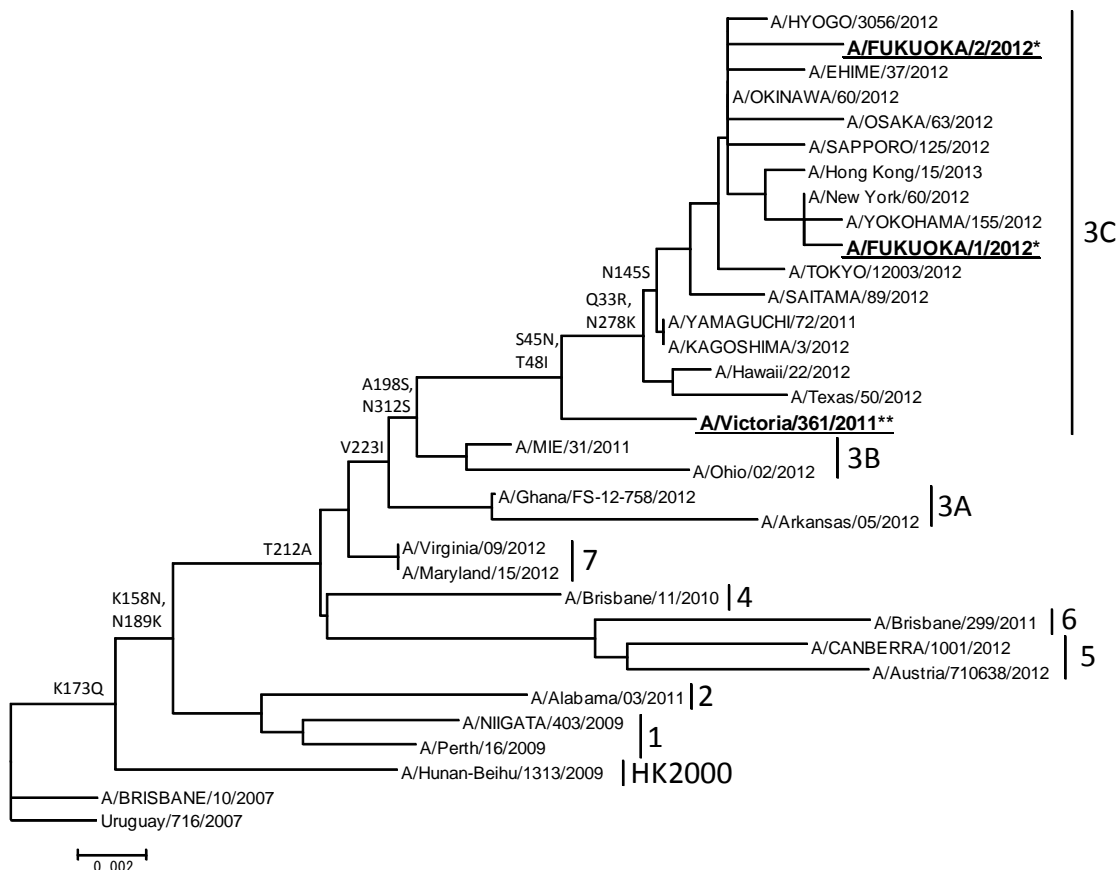 A/HYOGO/3056/2012
A/FUKUOKA/2/2012*
A/EHIME/37/2012
A/OKINAWA/60/2012
A/OSAKA/63/2012
A/SAPPORO/125/2012
A/Hong Kong/15/2013
A/New York/60/2012
A/YOKOHAMA/155/2012
3C
A/FUKUOKA/1/2012*
N145S
A/TOKYO/12003/2012
A/SAITAMA/89/2012
Q33R,
N278K
A/YAMAGUCHI/72/2011
A/KAGOSHIMA/3/2012
S45N,
T48I
A/Hawaii/22/2012
A/Texas/50/2012
A198S,
N312S
A/Victoria/361/2011**
V223I
A/MIE/31/2011
3B
A/Ohio/02/2012
A/Ghana/FS-12-758/2012
3A
A/Arkansas/05/2012
T212A
A/Virginia/09/2012
7
A/Maryland/15/2012
K158N,
N189K
A/Brisbane/11/2010
4
A/Brisbane/299/2011
6
A/CANBERRA/1001/2012
5
A/Austria/710638/2012
K173Q
A/Alabama/03/2011
2
A/NIIGATA/403/2009
1
A/Perth/16/2009
A/Hunan-Beihu/1313/2009
HK2000
A/BRISBANE/10/2007
Uruguay/716/2007
0.002